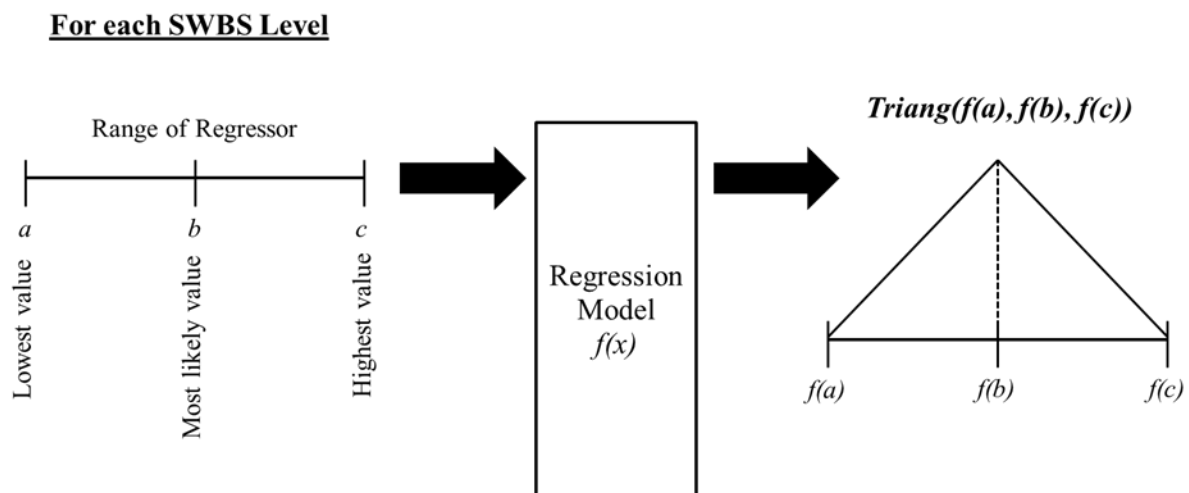 For each SWBS Level
Range of Regressor
a
b
c
Lowest value
Most likely value
Highest value
Regression
Model
f(x)
Triang(f(a), f(b), f(c))
f(a)
f(b)
f(c)